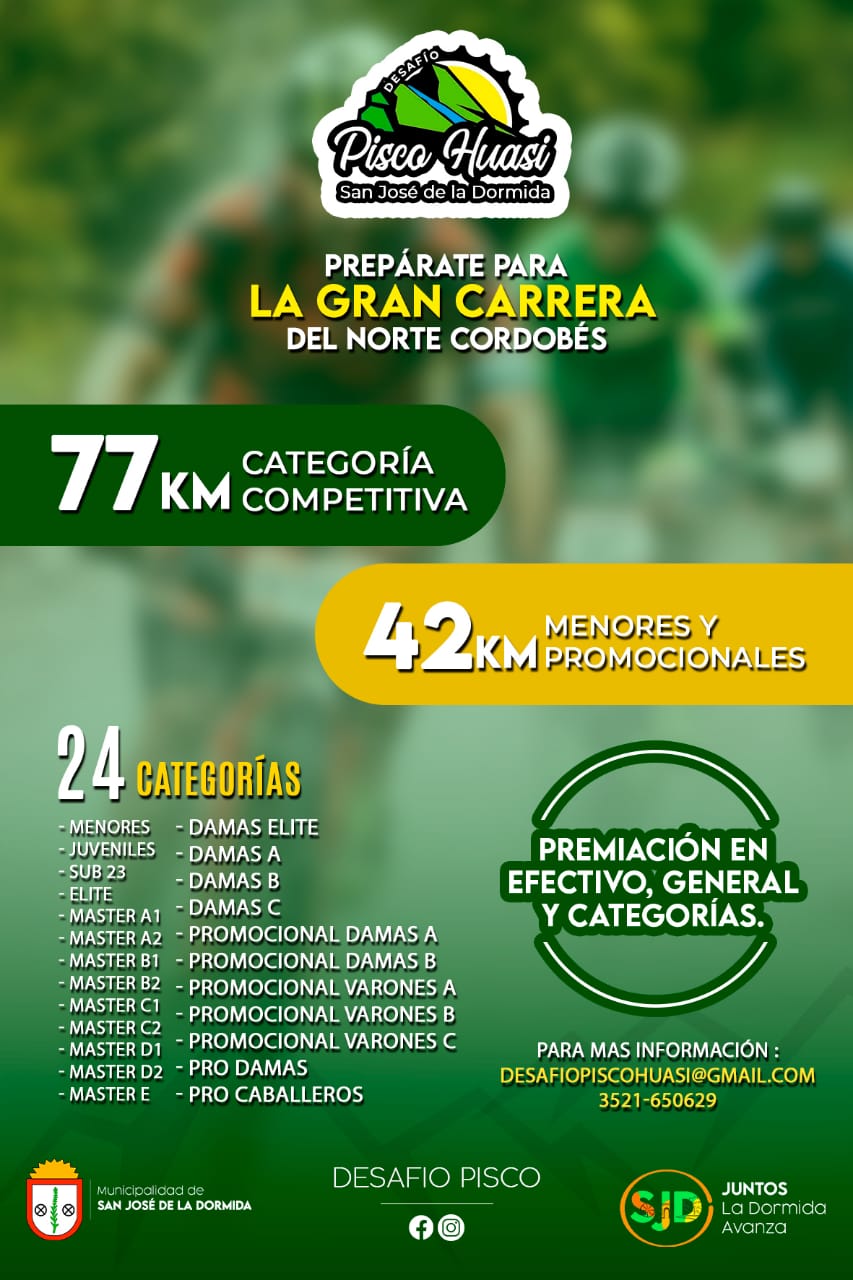 DESAFÍO
Pisco Huasi
San José de la Dormida
PREPÁRATE PARA
LA GRAN CARRERA
DEL NORTE CORDOBÉS
77KM CATEGORÍA
COMPETITIVA
42KM MENORES Y
PROMOCIONALES
24 CATEGORÍAS
- MENORES
- JUVENILES
- SUB 23
- ELITE
- MASTER A1
- MASTER A2
- MASTER B1
- MASTER B2
- MASTER C1
- MASTER C2
- MASTER D1
- MASTER D2
- MASTER E
- DAMAS ELITE
- DAMAS A
- DAMAS B
- DAMAS C
- PROMOCIONAL DAMAS A
- PROMOCIONAL DAMAS B
- PROMOCIONAL VARONES A
- PROMOCIONAL VARONES B
- PROMOCIONAL VARONES C
- PRO DAMAS
- PRO CABALLEROS
PREMIACIÓN EN
EFECTIVO, GENERAL
Y CATEGORÍAS.
PARA MAS INFORMACIÓN :
DESAFIOPISCOHUASI@GMAIL.COM
3521-650629
Municipalidad de
SAN JOSÉ DE LA DORMIDA
DESAFIO PISCO
SJD
JUNTOS
La Dormida
Avanza